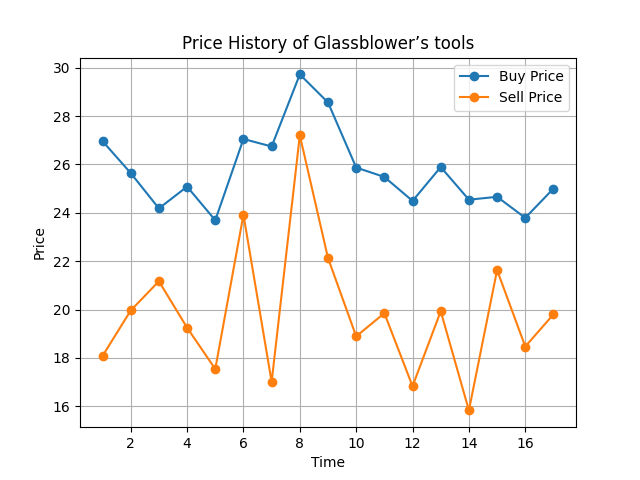 Price History of Glassblower’s tools
Buy Price
Sell Price
Price
30
28
26
24
22
20
18
16
2 4 6 8 10 12 14 16
Time